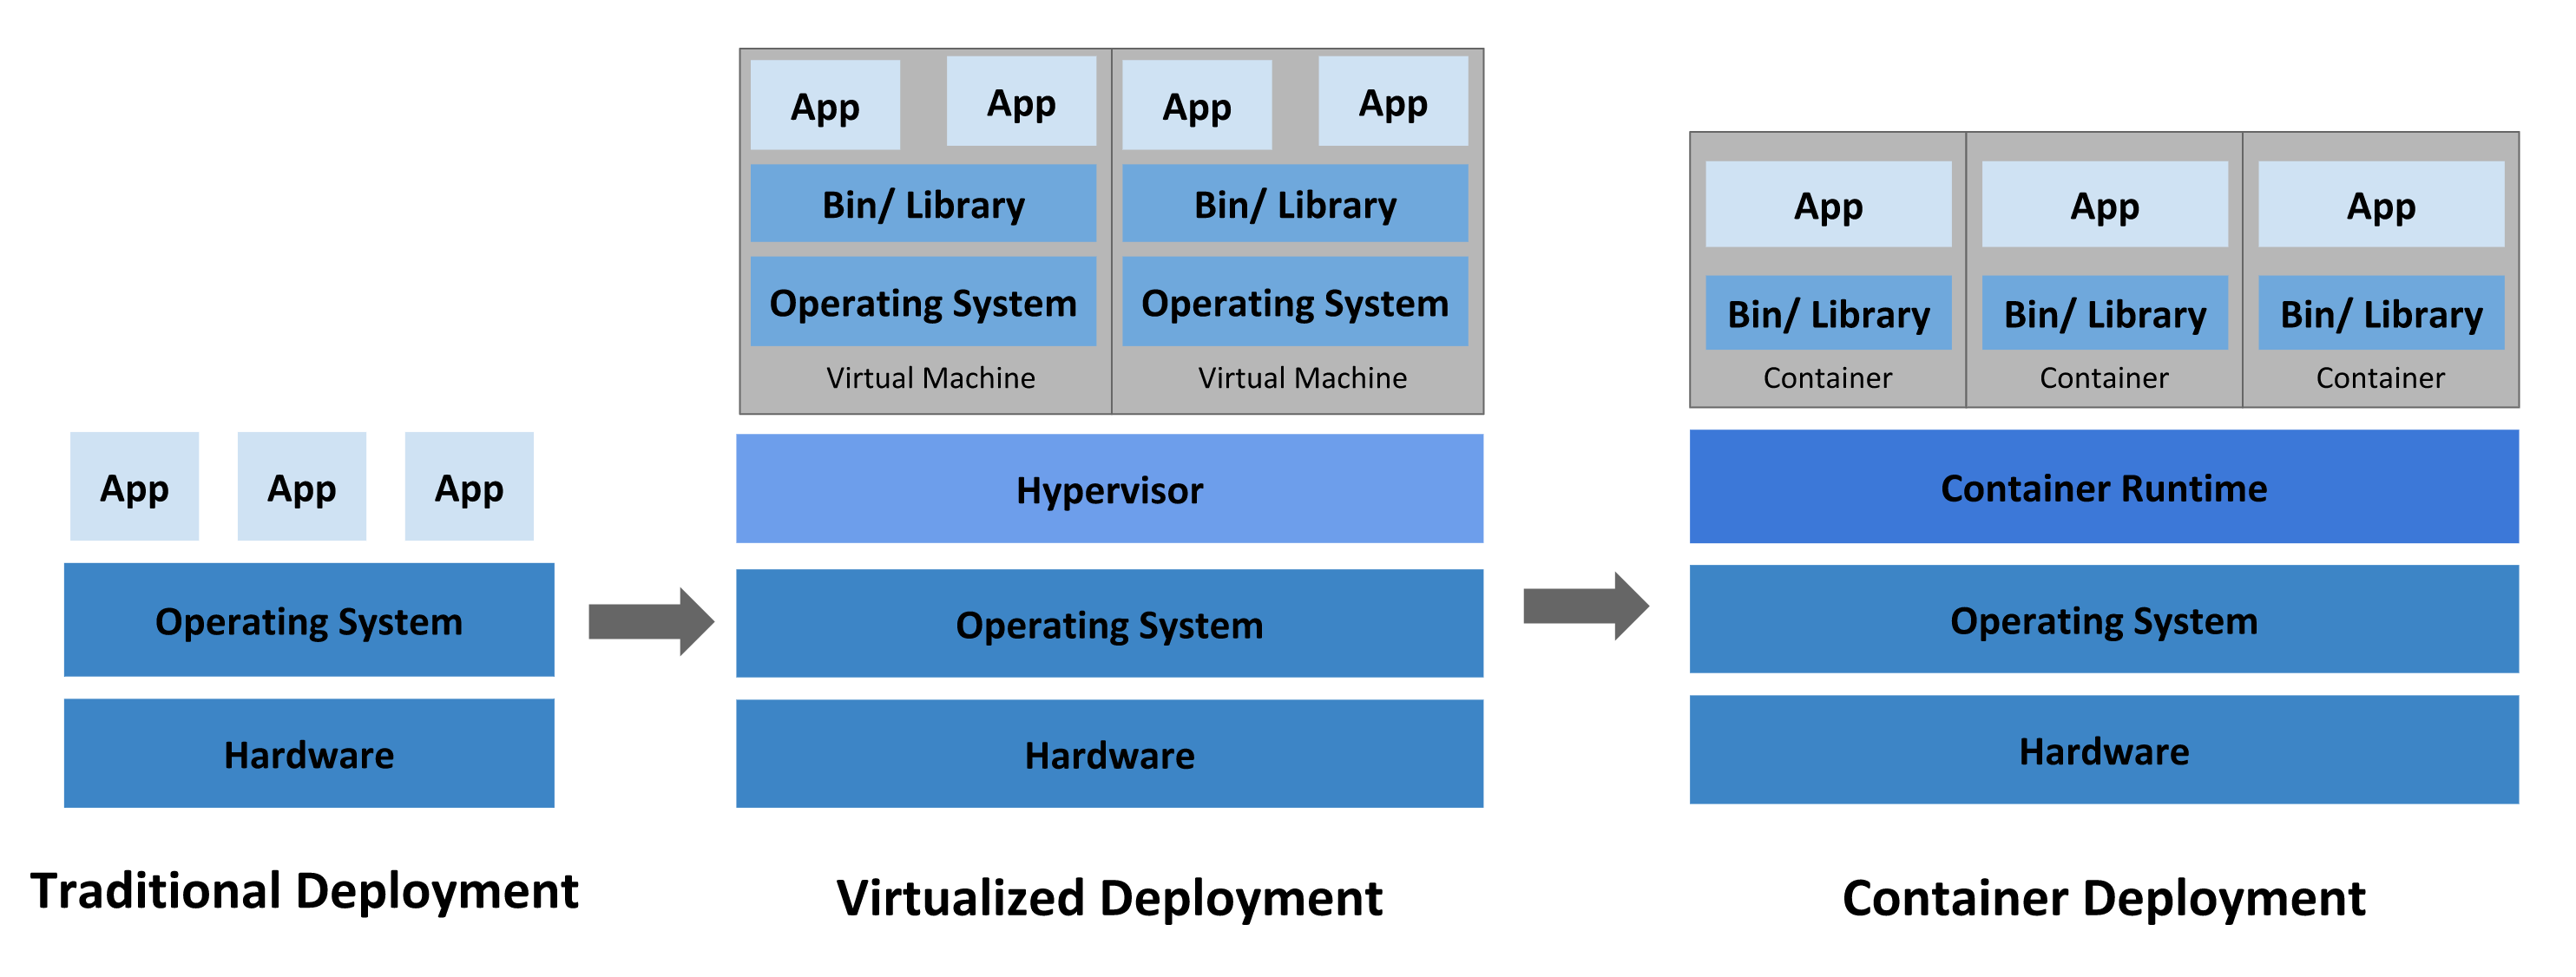 App
App
App
Operating System
Hardware
Traditional Deployment
App
App
Bin/ Library
Operating System
Virtual Machine
App
App
Bin/ Library
Operating System
Virtual Machine
Hypervisor
Operating System
Hardware
Virtualized Deployment
App
Bin/ Library
Container
App
Bin/ Library
Container
App
Bin/ Library
Container
Container Runtime
Operating System
Hardware
Container Deployment